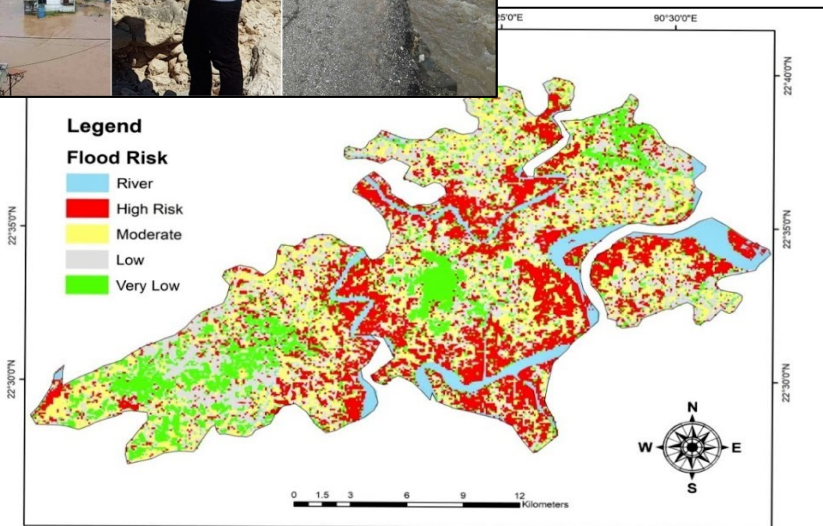 25'0"E
90°30'0"E
22°40'0"N
Legend
Flood Risk
River
High Risk
Moderate
Low
Very Low
22°35'0"N
22°35'0"N
22°30'0"N
22°30'0"N
N
W E
S
0 1.5 3 6 9 12
Kilometers